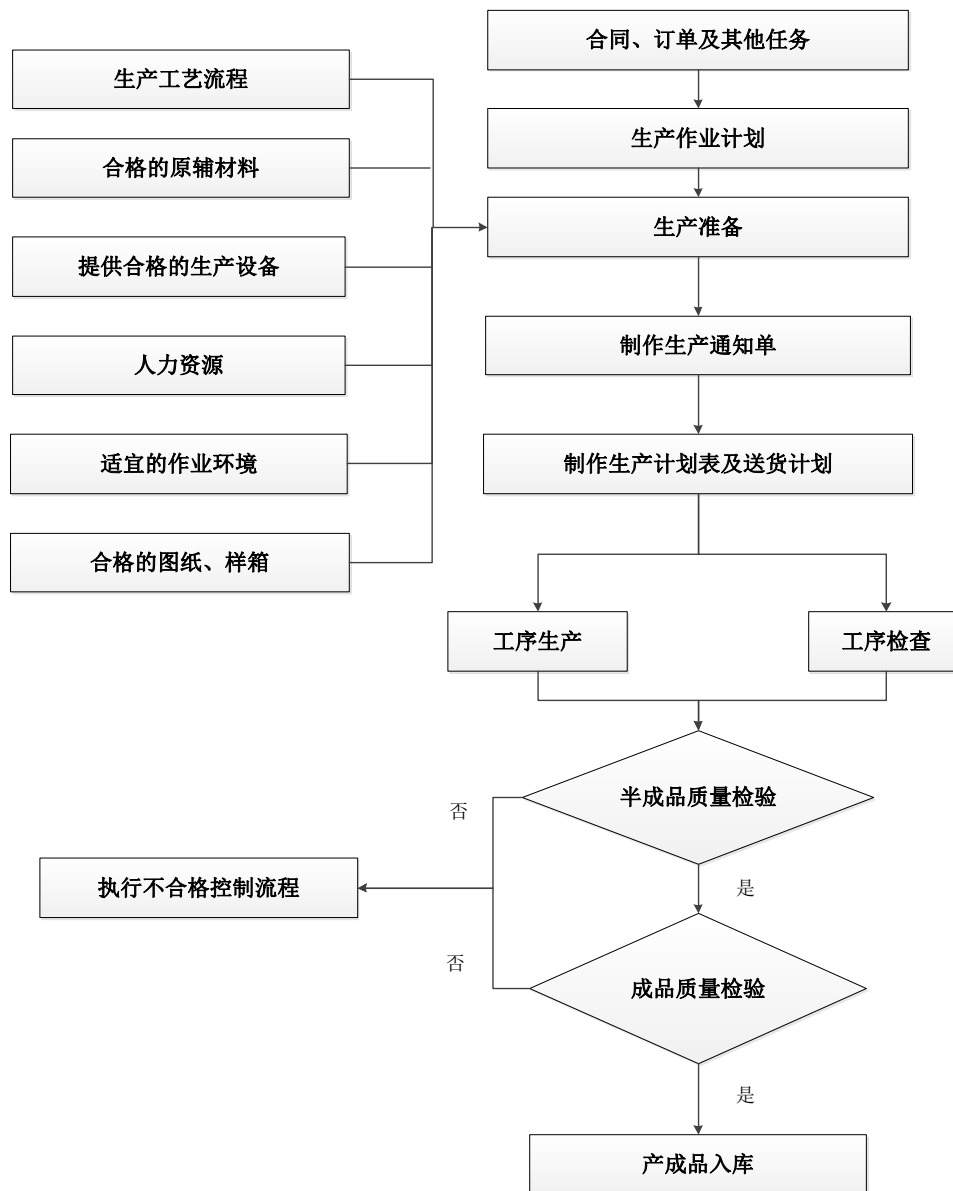 合同、订单及其他任务
生产工艺流程
生产作业计划
合格的原辅材料
生产准备
提供合格的生产设备
制作生产通知单
人力资源
适宜的作业环境
制作生产计划表及送货计划
合格的图纸、样箱
工序生产
工序检查
半成品质量检验
否
执行不合格控制流程
是
否
成品质量检验
是
产成品入库